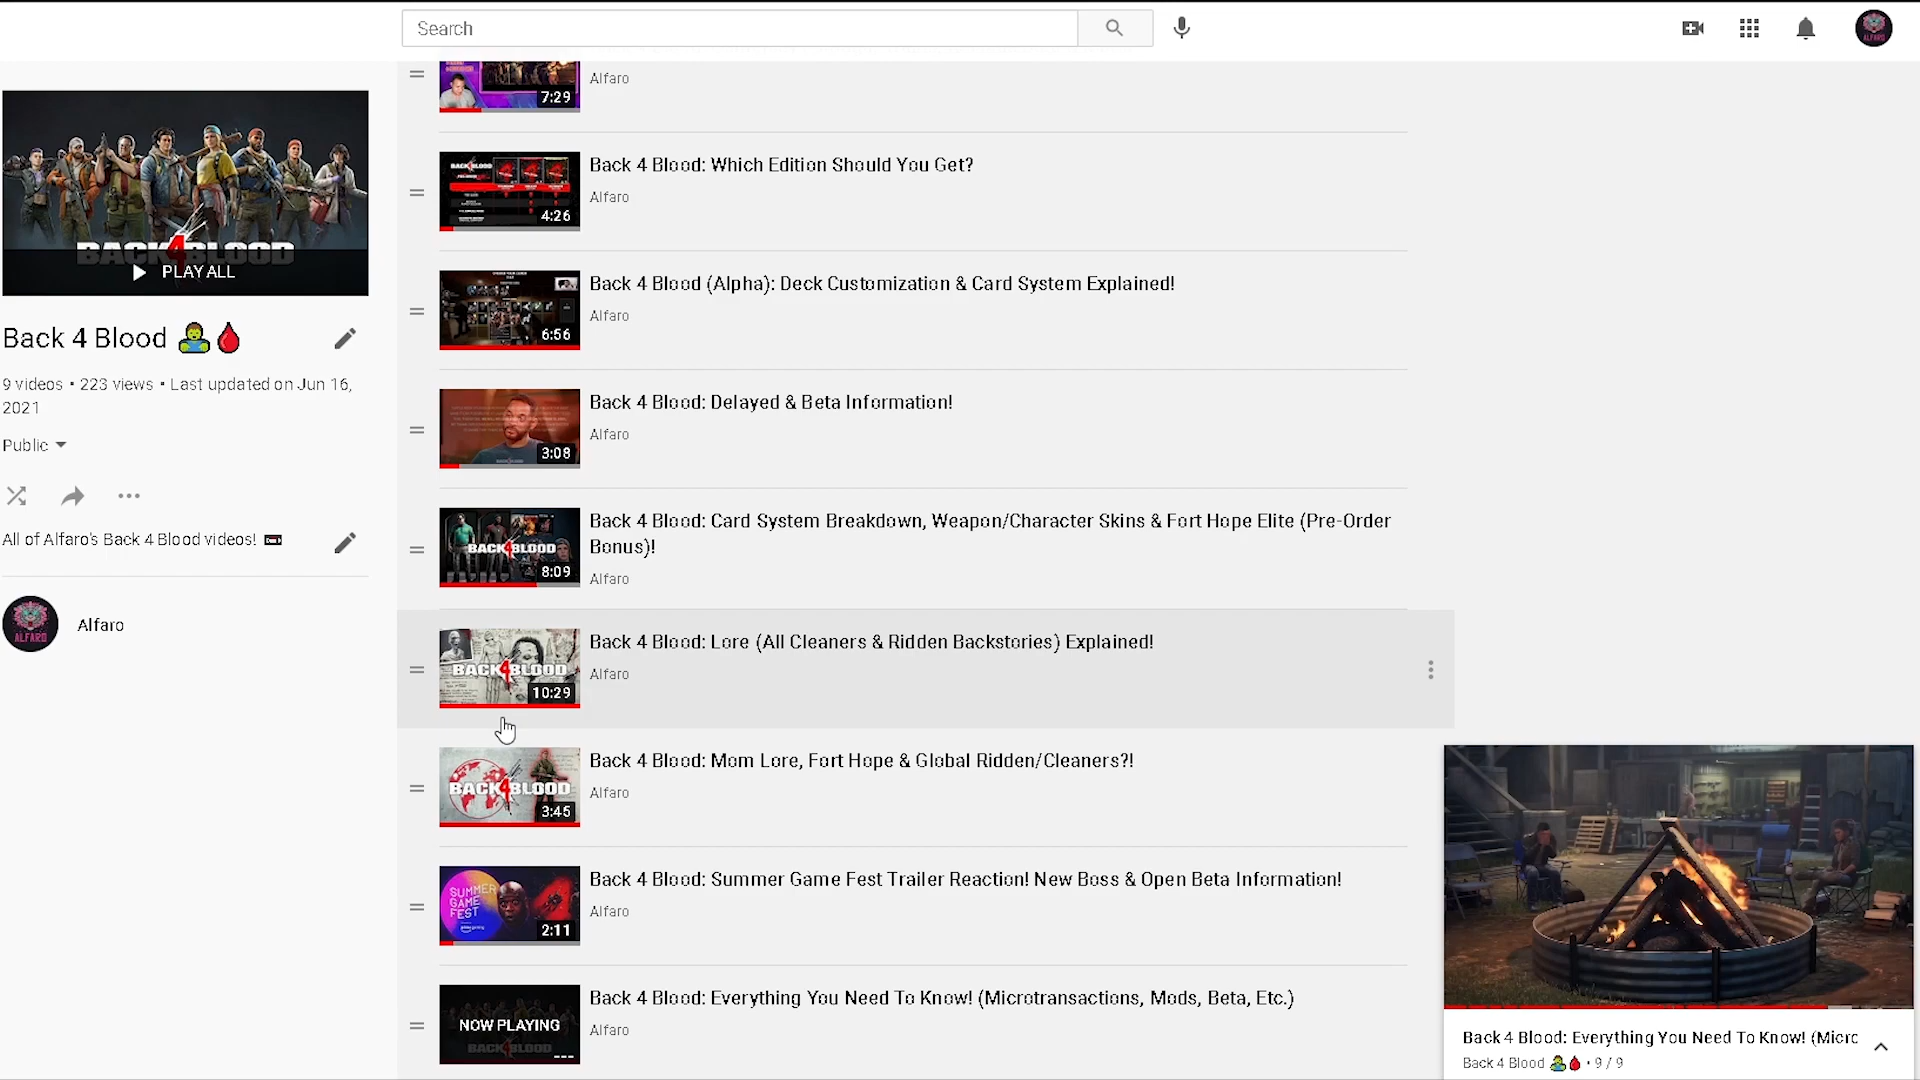 Search
Alfaro
7:29
BACK4BLOOD
PLAY ALL
Back 4 Blood
9 videos • 223 views • Last updated on Jun 16,
2021
Public
All of Alfaro's Back 4 Blood videos!
ALFARO
Alfaro
Back 4 Blood: Which Edition Should You Get?
Alfaro
4:26
Back 4 Blood (Alpha): Deck Customization & Card System Explained!
Alfaro
6:56
Back 4 Blood: Delayed & Beta Information!
Alfaro
3:08
Back 4 Blood: Card System Breakdown, Weapon/Character Skins & Fort Hope Elite (Pre-Order
Bonus)!
Alfaro
BACK4BLOOD
8:09
Back 4 Blood: Lore (All Cleaners & Ridden Backstories) Explained!
Alfaro
BACK4BLOOD
10:29
Back 4 Blood: Mom Lore, Fort Hope & Global Ridden/Cleaners?!
Alfaro
BACK4BLOOD
3:45
Back 4 Blood: Summer Game Fest Trailer Reaction! New Boss & Open Beta Information!
Alfaro
SUMMER
GAME
FEST
2:11
Back 4 Blood: Everything You Need To Know! (Microtransactions, Mods, Beta, Etc.)
Alfaro
NOW PLAYING
Back 4 Blood: Everything You Need To Know! (Micro
Back 4 Blood • 9 / 9